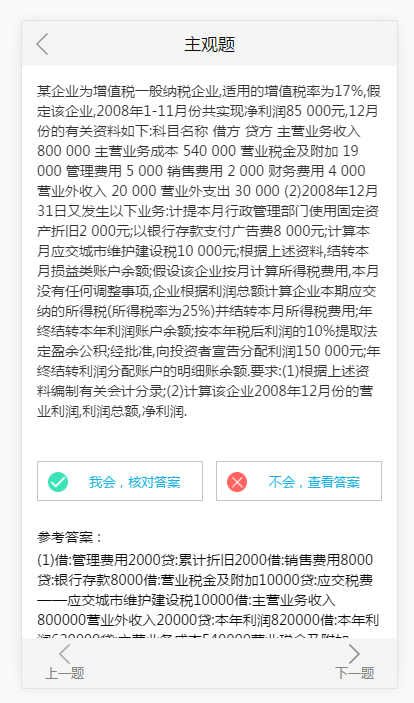 主观题
某企业为增值税一般纳税企业,适用的增值税率为17%,假
定该企业,2008年1-11月份共实现净利润85 000元,12月
份的有关资料如下:科目名称 借方 贷方 主营业务收入
800 000 主营业务成本 540 000 营业税金及附加 19
000 管理费用 5 000 销售费用 2 000 财务费用 4 000
营业外收入 20 000 营业外支出 30 000 (2)2008年12月
31日又发生以下业务:计提本月行政管理部门使用固定资
产折旧2 000元;以银行存款支付广告费8 000元;计算本
月应交城市维护建设税10 000元;根据上述资料,结转本
月损益类账户余额;假设该企业按月计算所得税费用,本月
没有任何调整事项,企业根据利润总额计算企业本期应交
纳的所得税(所得税率为25%)并结转本月所得税费用;年
终结转本年利润账户余额;按本年税后利润的10%提取法
定盈余公积;经批准,向投资者宣告分配利润150 000元;年
终结转利润分配账户的明细账余额.要求:(1)根据上述资
料编制有关会计分录;(2)计算该企业2008年12月份的营
业利润,利润总额,净利润.
我会，核对答案
不会，查看答案
参考答案：
(1)借:管理费用2000贷:累计折旧2000借:销售费用8000
贷:银行存款8000借:营业税金及附加10000贷:应交税费
——应交城市维护建设税10000借:主营业务收入
800000营业外收入20000贷:本年利润820000借:本年利
润620000贷:主营业务成本540000营业税金及附加
上一题
下一题